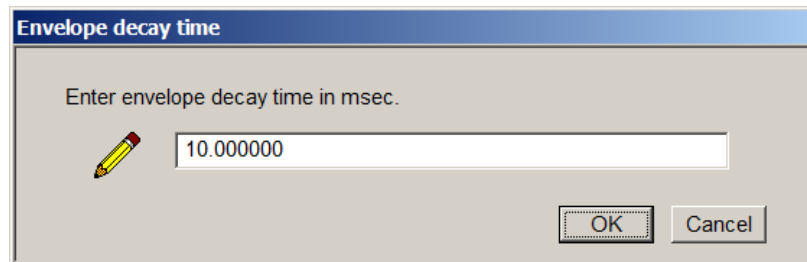 Envelope decay time
Enter envelope decay time in msec.
10.000000
OK Cancel